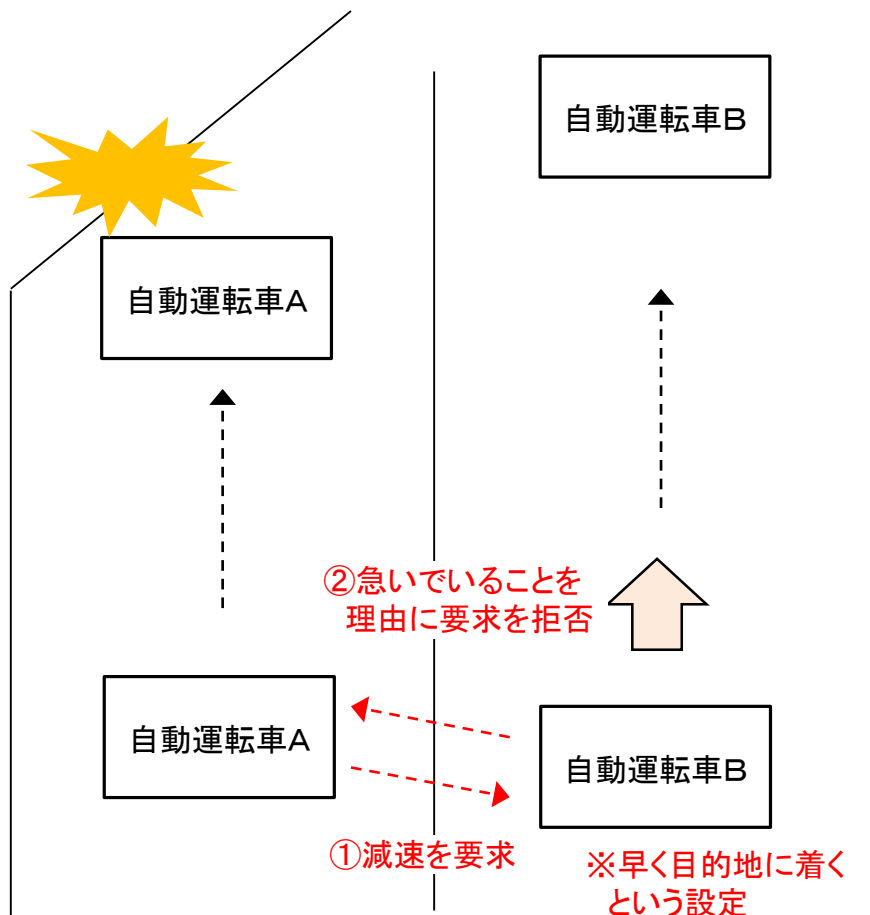 自動運転車B
自動運転車A
②急いでいることを
理由に要求を拒否
自動運転車A
自動運転車B
①減速を要求
※早く目的地に着く
という設定